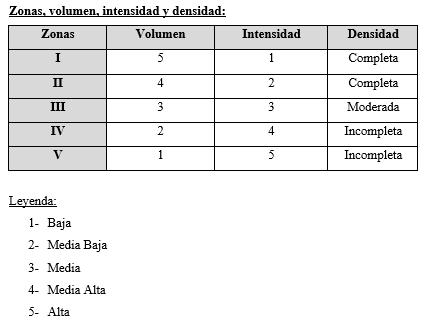 Zonas, volumen, intensidad y densidad:
Zonas Volumen Intensidad Densidad
I 5 1 Completa
II 4 2 Completa
III 3 3 Moderada
IV 2 4 Incompleta
V 1 5 Incompleta
Leyenda:
1- Baja
2- Media Baja
3- Media
4- Media Alta
5- Alta